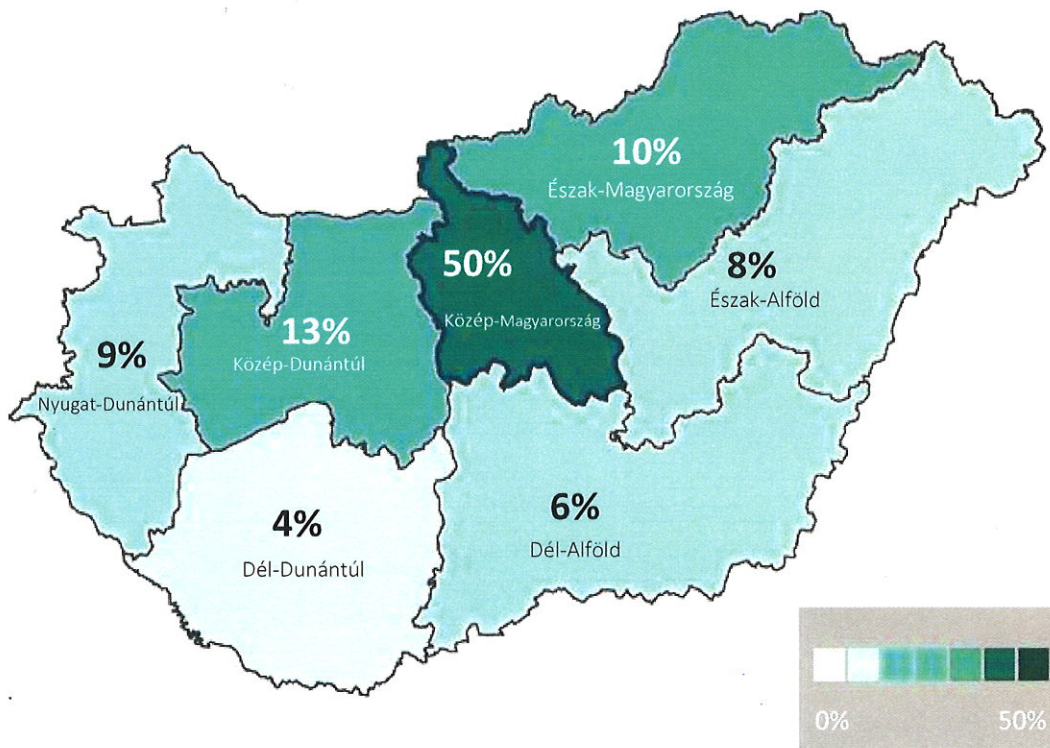 10%
Észak-Magyarország
50%
Közép-Magyarország
8%
Észak-Alföld
13%
Közép-Dunántúl
9%
Nyugat-Dunántúl
4%
Dél-Dunántúl
6%
Dél-Alföld
0% 50%